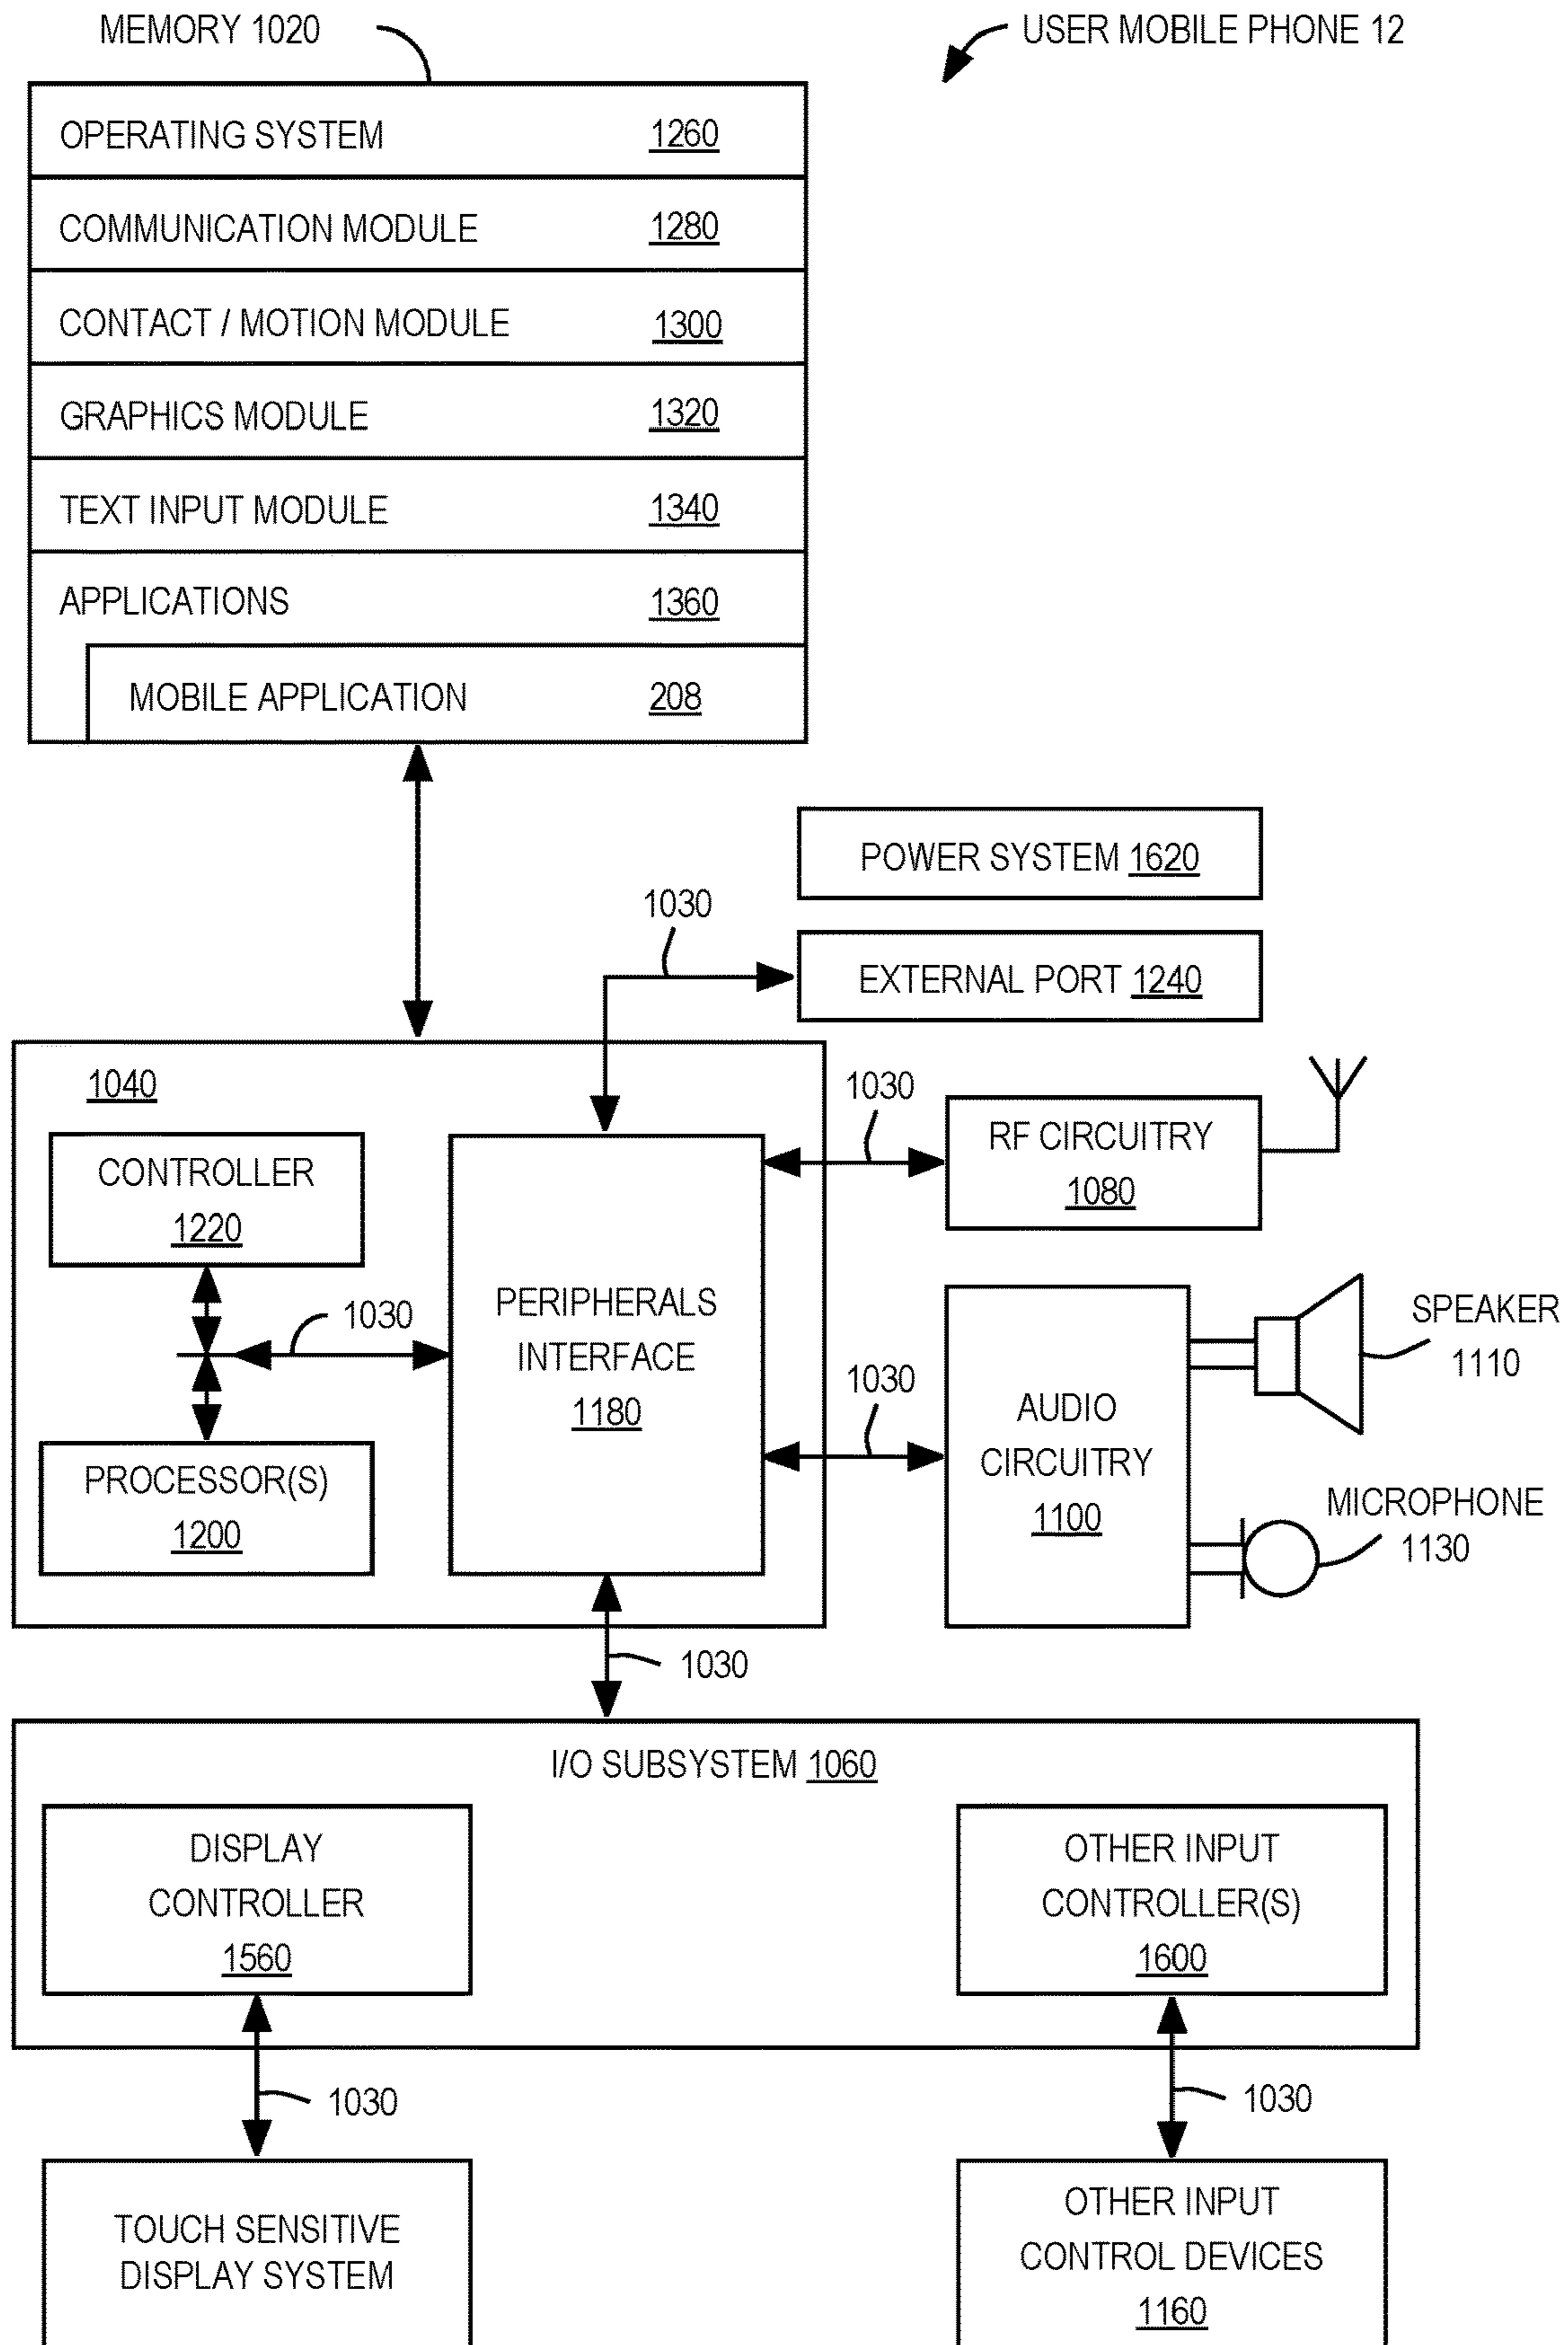 MEMORY 1020
USER MOBILE PHONE 12
OPERATING SYSTEM 1260
COMMUNICATION MODULE 1280
CONTACT / MOTION MODULE 1300
GRAPHICS MODULE 1320
TEXT INPUT MODULE 1340
APPLICATIONS 1360
MOBILE APPLICATION 208
POWER SYSTEM 1620
1030
EXTERNAL PORT 1240
1040
CONTROLLER
1220
1030
PROCESSOR(S)
1200
PERIPHERALS
INTERFACE
1180
1030
RF CIRCUITRY
1080
1030
AUDIO
CIRCUITRY
1100
SPEAKER
1110
MICROPHONE
1130
1030
I/O SUBSYSTEM 1060
DISPLAY
CONTROLLER
1560
OTHER INPUT
CONTROLLER(S)
1600
1030
1030
TOUCH SENSITIVE
DISPLAY SYSTEM
OTHER INPUT
CONTROL DEVICES
1160